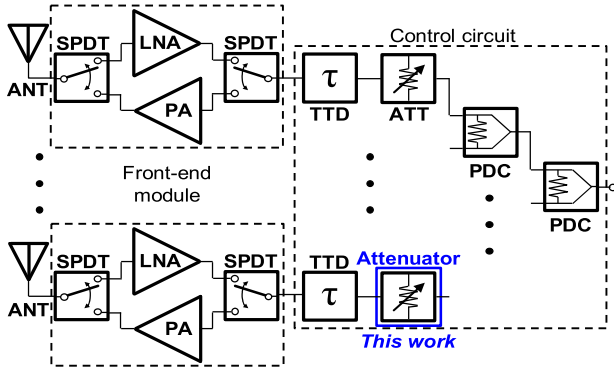 SPDT LNA SPDT Control circuit
ANT PA τ
TTD ATT
PDC
PDC
Front-end
module
SPDT LNA SPDT TTD Attenuator
ANT PA τ
This work